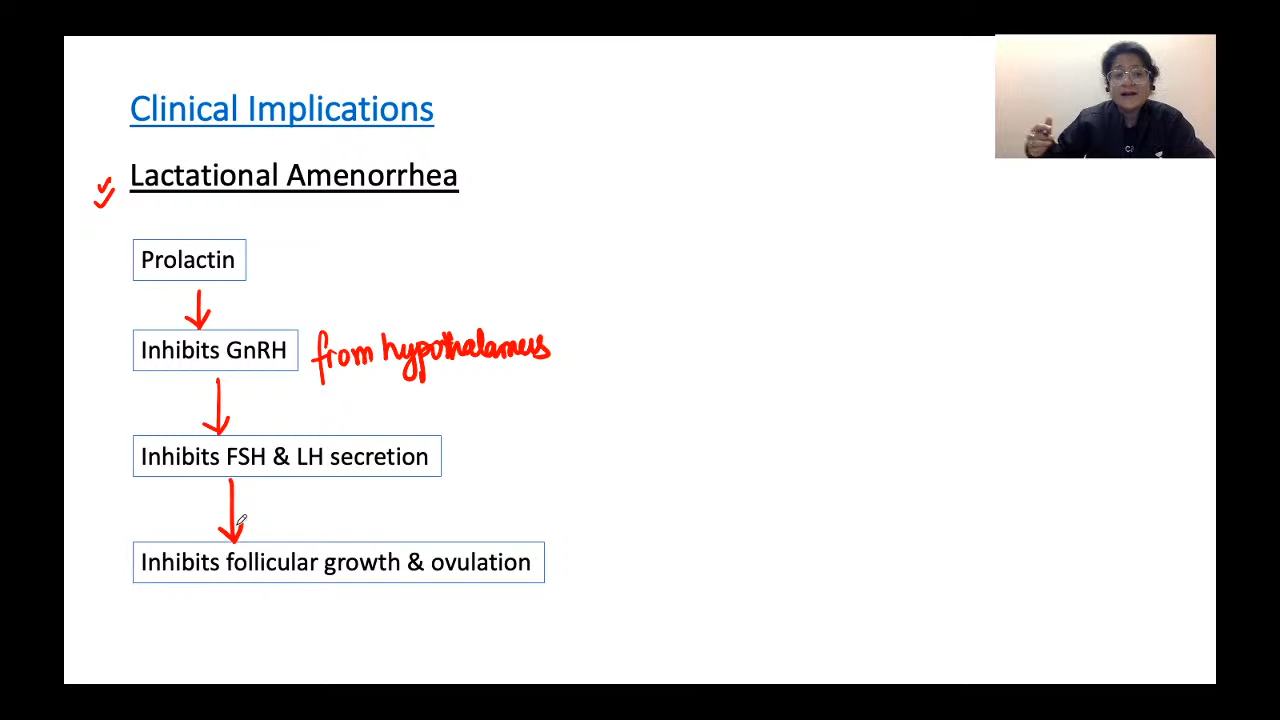 Clinical Implications
Lactational Amenorrhea
Prolactin
Inhibits GnRH from hypothalamus
Inhibits FSH & LH secretion
Inhibits follicular growth & ovulation